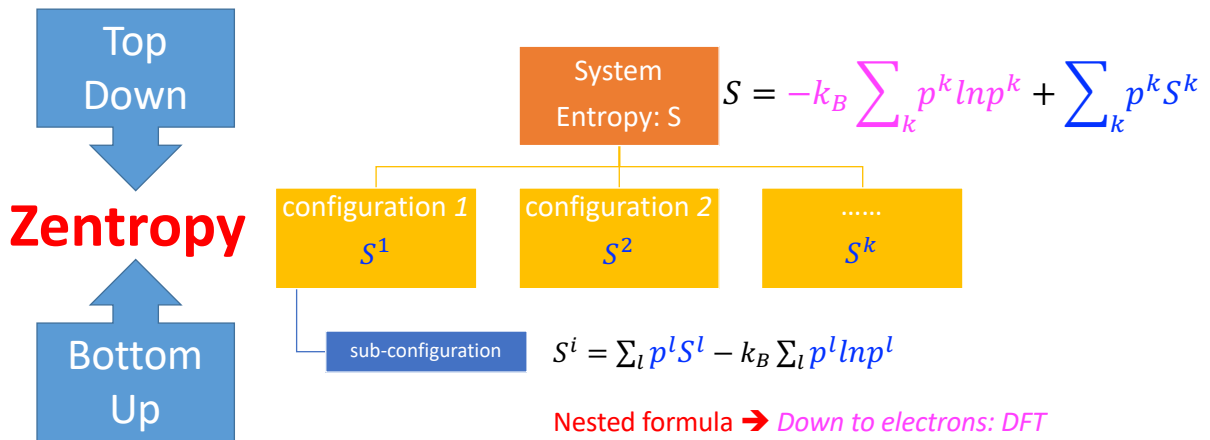 Top
Down
Zentropy
Bottom
Up
System
Entropy: S
S = −k_B ∑_k p^k lnp^k + ∑_k p^k S^k
configuration 1
S^1
configuration 2
S^2
......
S^k
sub-configuration
S^i = ∑_l p^l S^l − k_B ∑_l p^l lnp^l
Nested formula ➔ Down to electrons: DFT